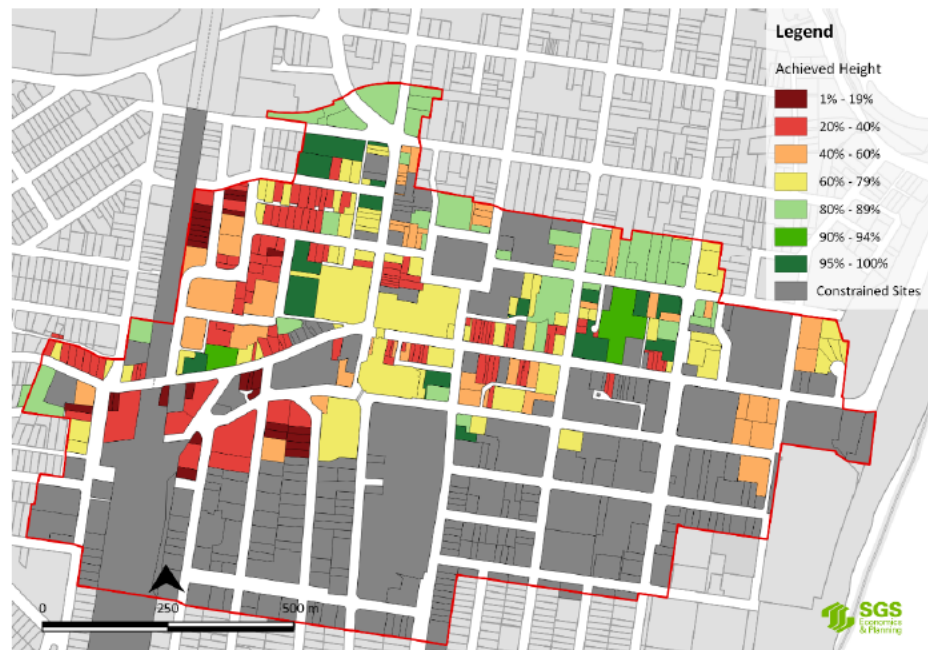 Legend
Achieved Height
1% - 19%
20% - 40%
40% - 60%
60% - 79%
80% - 89%
90% - 94%
95% - 100%
Constrained Sites
0
250
500 m
SGS
Economics
& Planning